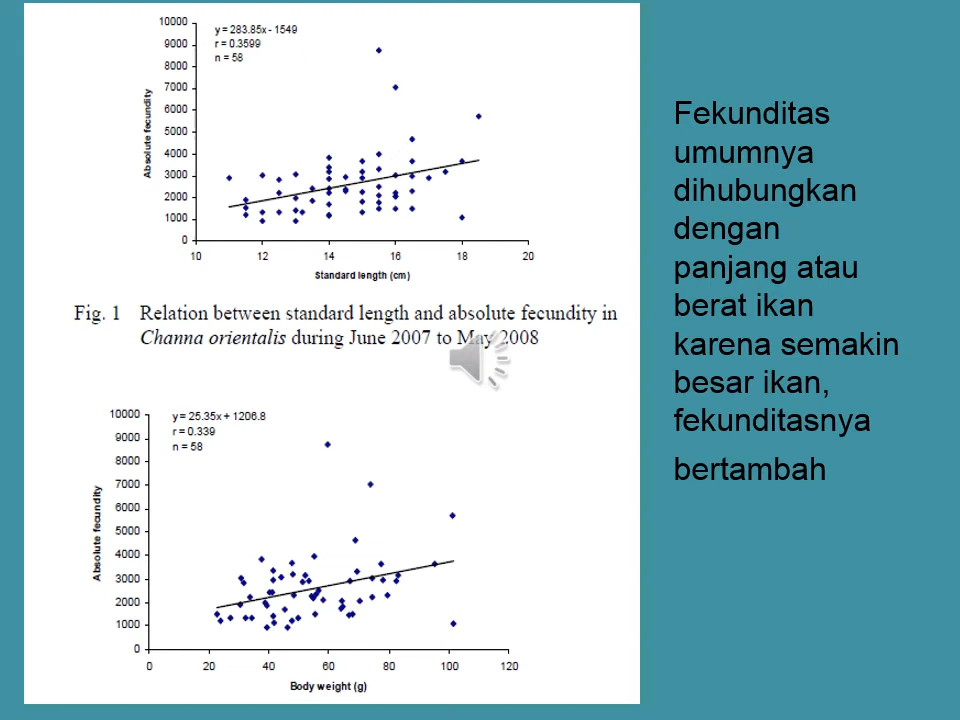 10000
9000
8000
7000
6000
5000
4000
3000
2000
1000
0
y = 283.85x - 1549
r = 0.3599
n = 58
Absolute fecundity
10 12 14 16 18 20
Standard length (cm)
Fig. 1 Relation between standard length and absolute fecundity in
Channa orientalis during June 2007 to May 2008
10000
9000
8000
7000
6000
5000
4000
3000
2000
1000
0
y = 25.35x + 1206.8
r = 0.339
n = 58
Absolute fecundity
0 20 40 60 80 100 120
Body weight (g)
Fekunditas
umumnya
dihubungkan
dengan
panjang atau
berat ikan
karena semakin
besar ikan,
fekunditasnya
bertambah